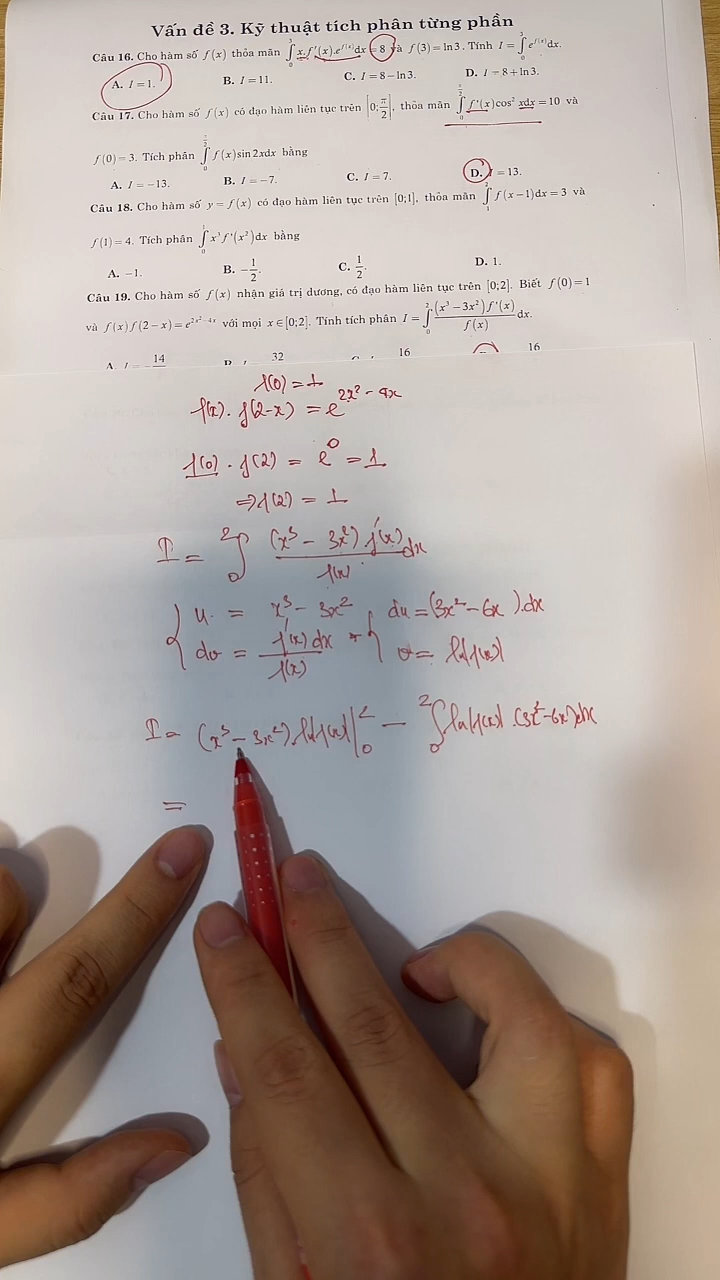 Vấn đề 3. Kỹ thuật tích phân từng phần
Câu 16. Cho hàm số f(x) thỏa mãn ∫₀³ x.f'(x).e^{f(x)}dx = 8 và f(3) = ln3. Tính I = ∫₀³ e^{f(x)}dx.
A. I = 1. B. I = 11. C. I = 8 − ln3. D. I = 8 + ln3.
Câu 17. Cho hàm số f(x) có đạo hàm liên tục trên [0; π/2], thỏa mãn ∫₀^{π/2} f'(x)cos² xdx = 10 và
f(0) = 3. Tích phân ∫₀^{π/2} f(x)sin2xdx bằng
A. I = −13. B. I = −7. C. I = 7. D. I = 13.
Câu 18. Cho hàm số y = f(x) có đạo hàm liên tục trên [0;1], thỏa mãn ∫₁² f(x−1)dx = 3 và
f(1) = 4. Tích phân ∫₀¹ x³f'(x²)dx bằng
A. −1. B. −1/2. C. 1/2. D. 1.
Câu 19. Cho hàm số f(x) nhận giá trị dương, có đạo hàm liên tục trên [0;2]. Biết f(0) = 1
và f(x)f(2−x) = e^{2x²−4x} với mọi x ∈ [0;2]. Tính tích phân I = ∫₀² (x³−3x²)f'(x)/f(x) dx.
14 32 16 16
f(0) = 1
f(x). f(2-x) = e^{2x² - 4x}
f(0) . f(2) = e⁰ = 1
⇒ f(2) = 1
I = ∫₀² (x³ - 3x²) f'(x)/f(x) dx
{ u = x³ - 3x² { du = (3x² - 6x).dx
dv = f'(x) dx/f(x) v = ln f(x)
I = (x³ - 3x²).ln f(x) |₀² - ∫₀² ln f(x) .(3x² - 6x)dx
=